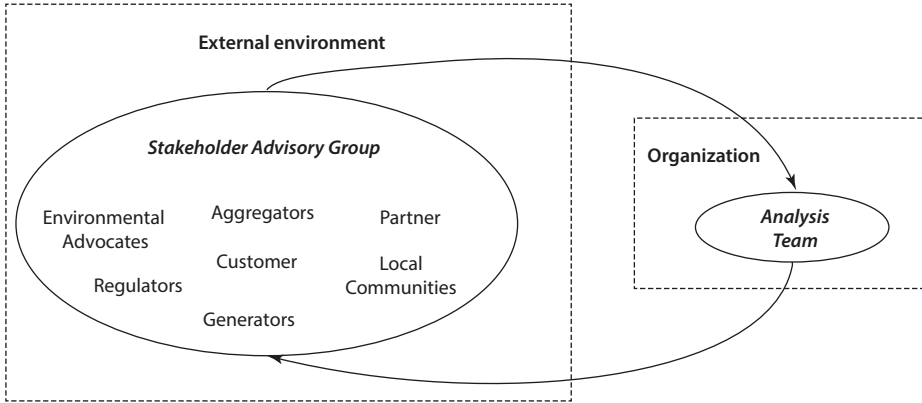 External environment
Stakeholder Advisory Group
Environmental
Advocates
Aggregators
Partner
Customer
Regulators
Local
Communities
Generators
Organization
Analysis
Team